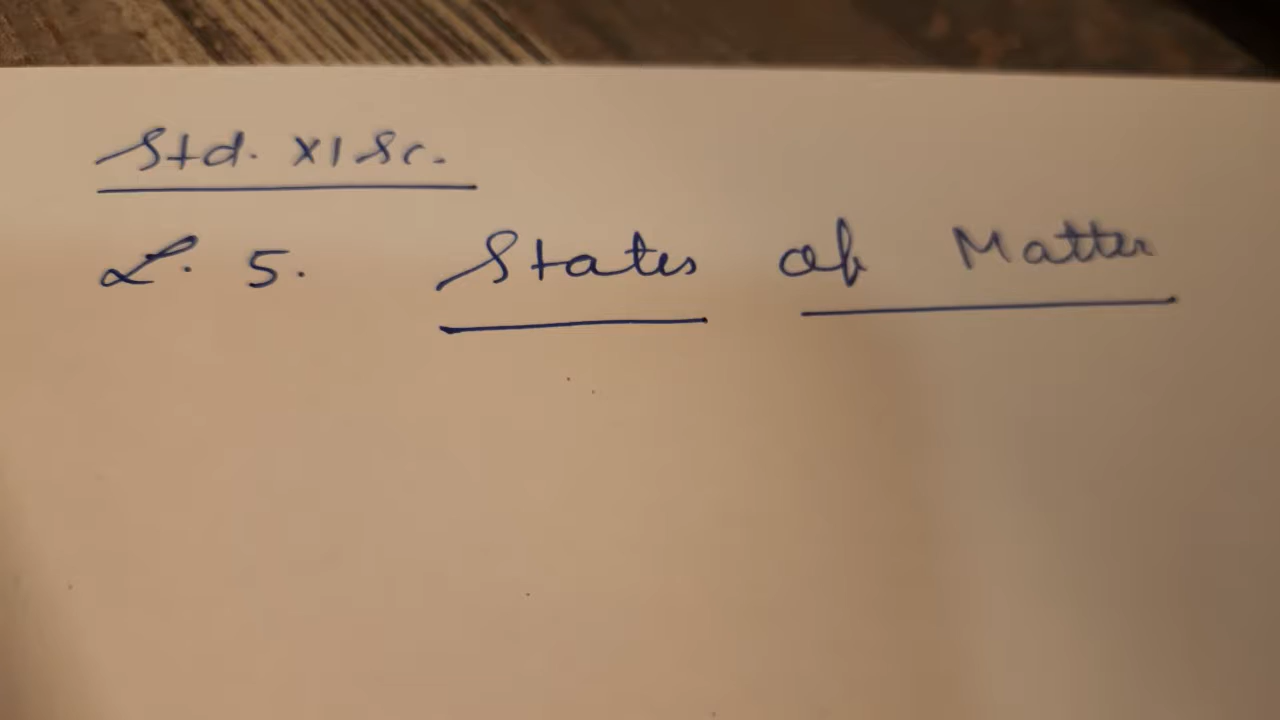 Std. XI Sc.
L. 5. States of Matter